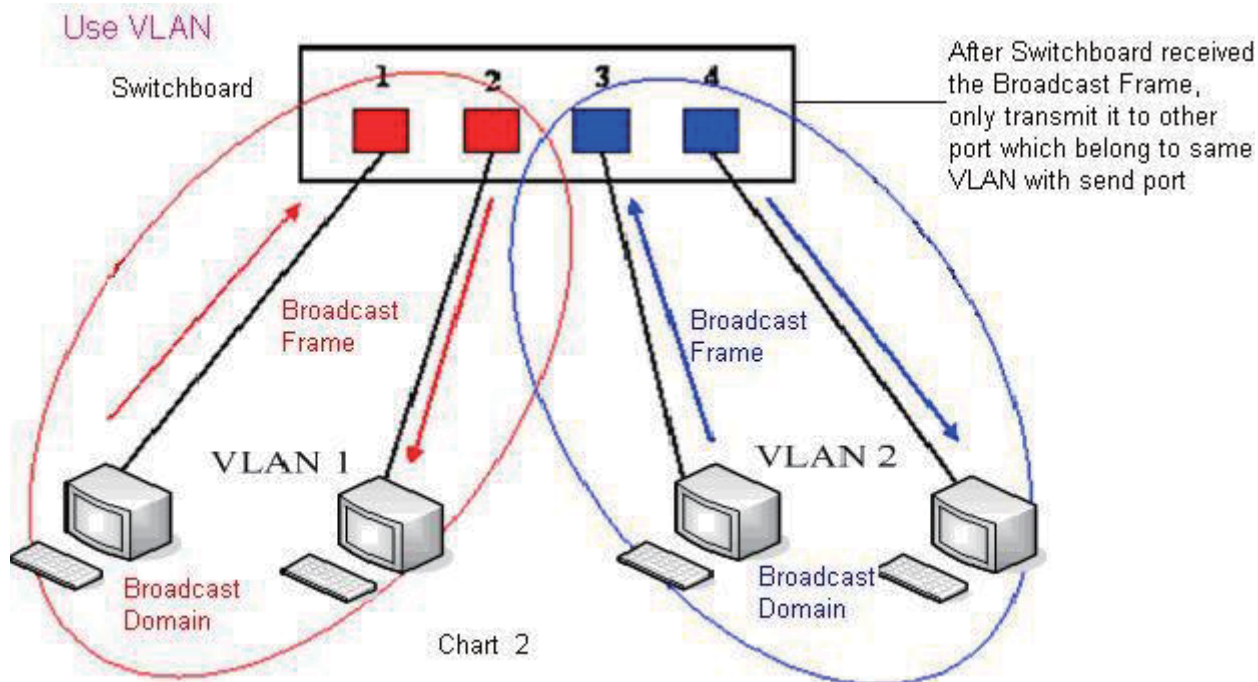 Use VLAN
Switchboard
1 2 3 4
After Switchboard received
the Broadcast Frame,
only transmit it to other
port which belong to same
VLAN with send port
Broadcast
Frame
Broadcast
Frame
VLAN 1
VLAN 2
Broadcast
Domain
Broadcast
Domain
Chart 2